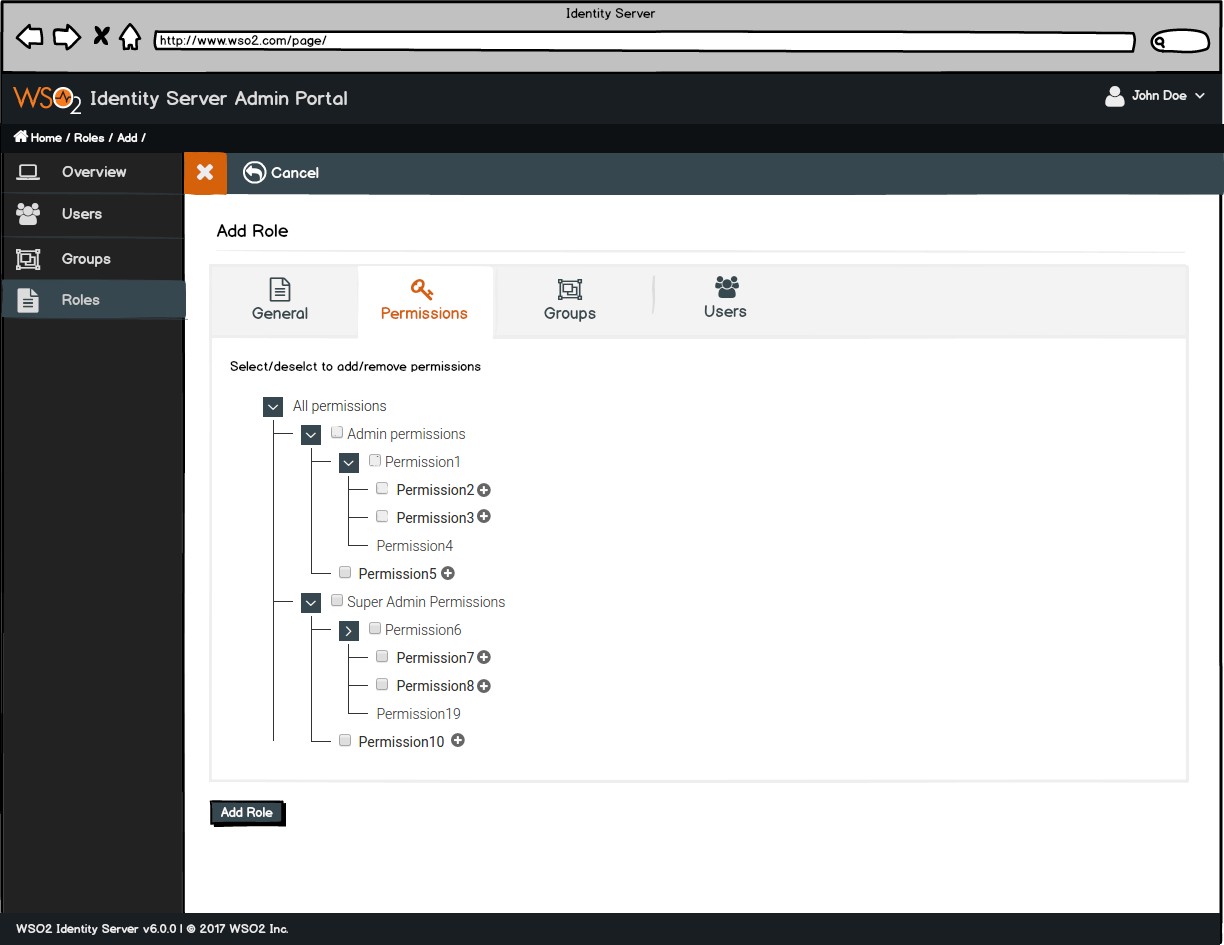 Identity Server
http://www.wso2.com/page/
WSO2 Identity Server Admin Portal
John Doe
Home / Roles / Add /
Overview
Users
Groups
Roles
Cancel
Add Role
General
Permissions
Groups
Users
Select/deselct to add/remove permissions
All permissions
Admin permissions
Permission1
Permission2
Permission3
Permission4
Permission5
Super Admin Permissions
Permission6
Permission7
Permission8
Permission19
Permission10
Add Role
WSO2 Identity Server v6.0.0 | © 2017 WSO2 Inc.